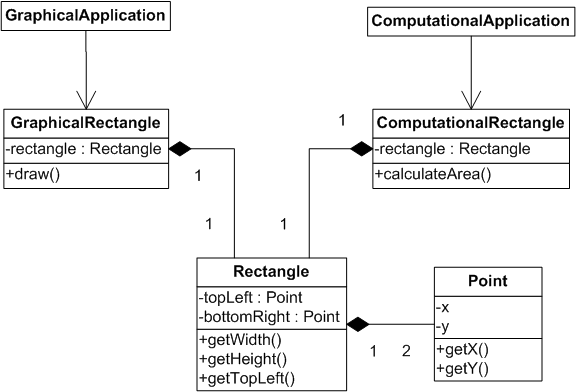 GraphicalApplication
ComputationalApplication
GraphicalRectangle
-rectangle : Rectangle
+draw()
1
ComputationalRectangle
-rectangle : Rectangle
+calculateArea()
1
1
1
Rectangle
-topLeft : Point
-bottomRight : Point
+getWidth()
+getHeight()
+getTopLeft()
1
2
Point
-x
-y
+getX()
+getY()